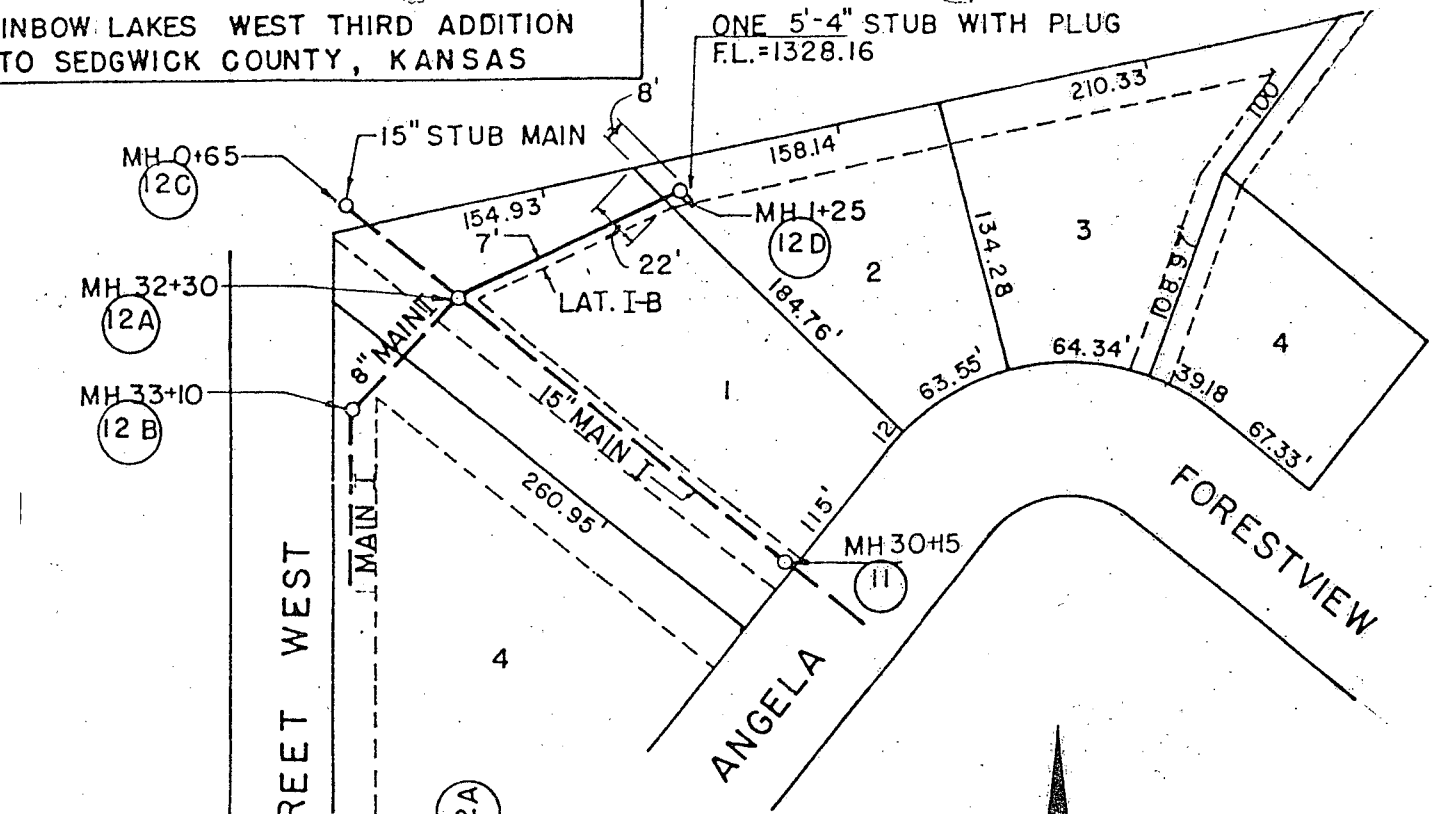 INBOW LAKES WEST THIRD ADDITION
TO SEDGWICK COUNTY, KANSAS
ONE 5'-4" STUB WITH PLUG
F.L.=1328.16
8'
15" STUB MAIN
MH 0+65
12C
210.33'
100'
158.14'
154.93'
7'
MH 1+25
12D
22'
LAT. I-B
MH 32+30
12A
8" MAIN I
MH 33+10
12 B
134.28
3
2
184.76'
108.97'
4
1
63.55'
64.34'
39.18
67.33'
12
15" MAIN I
260.95'
115'
MAIN I
MH 30+15
11
FORESTVIEW
4
ANGELA
REET WEST